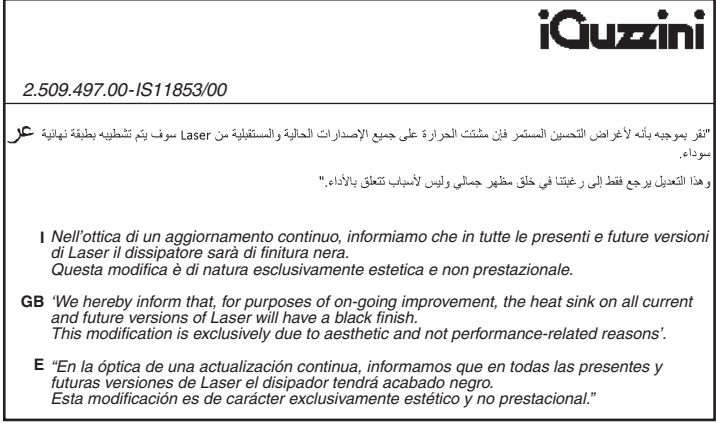 iGuzzini
2.509.497.00-IS11853/00
عر "نقر بموجبه بأنه لأغراض التحسين المستمر فإن مشتت الحرارة على جميع الإصدارات الحالية والمستقبلية من Laser سوف يتم تشطيبه بطبقة نهائية
سوداء.
وهذا التعديل يرجع فقط إلى رغبتنا في خلق مظهر جمالي وليس لأسباب تتعلق بالأداء."
I Nell'ottica di un aggiornamento continuo, informiamo che in tutte le presenti e future versioni
di Laser il dissipatore sarà di finitura nera.
Questa modifica è di natura esclusivamente estetica e non prestazionale.
GB 'We hereby inform that, for purposes of on-going improvement, the heat sink on all current
and future versions of Laser will have a black finish.
This modification is exclusively due to aesthetic and not performance-related reasons'.
E "En la óptica de una actualización continua, informamos que en todas las presentes y
futuras versiones de Laser el disipador tendrá acabado negro.
Esta modificación es de carácter exclusivamente estético y no prestacional."